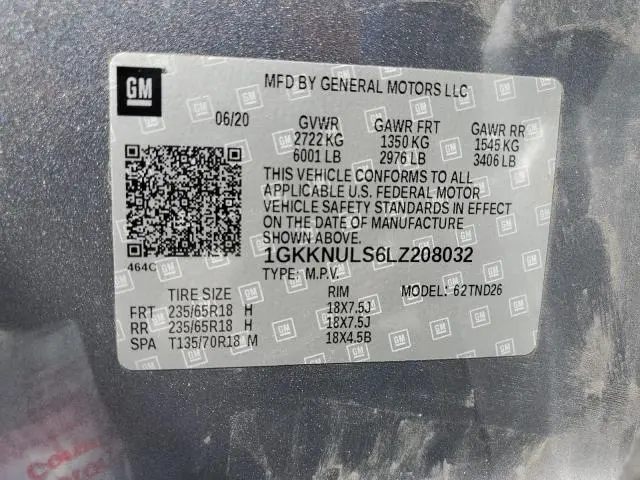 GM
MFD BY GENERAL MOTORS LLC
06/20 GVWR GAWR FRT GAWR RR
2722 KG 1350 KG 1545 KG
6001 LB 2976 LB 3406 LB
THIS VEHICLE CONFORMS TO ALL
APPLICABLE U.S. FEDERAL MOTOR
VEHICLE SAFETY STANDARDS IN EFFECT
ON THE DATE OF MANUFACTURE
464C
1GKKNULS6LZ208032
TYPE: M.P.V. MODEL: 62TND26
TIRE SIZE RIM
FRT 235/65R18 H 18X7.5J
RR 235/65R18 H 18X7.5J
SPA T135/70R18 M 18X4.5B